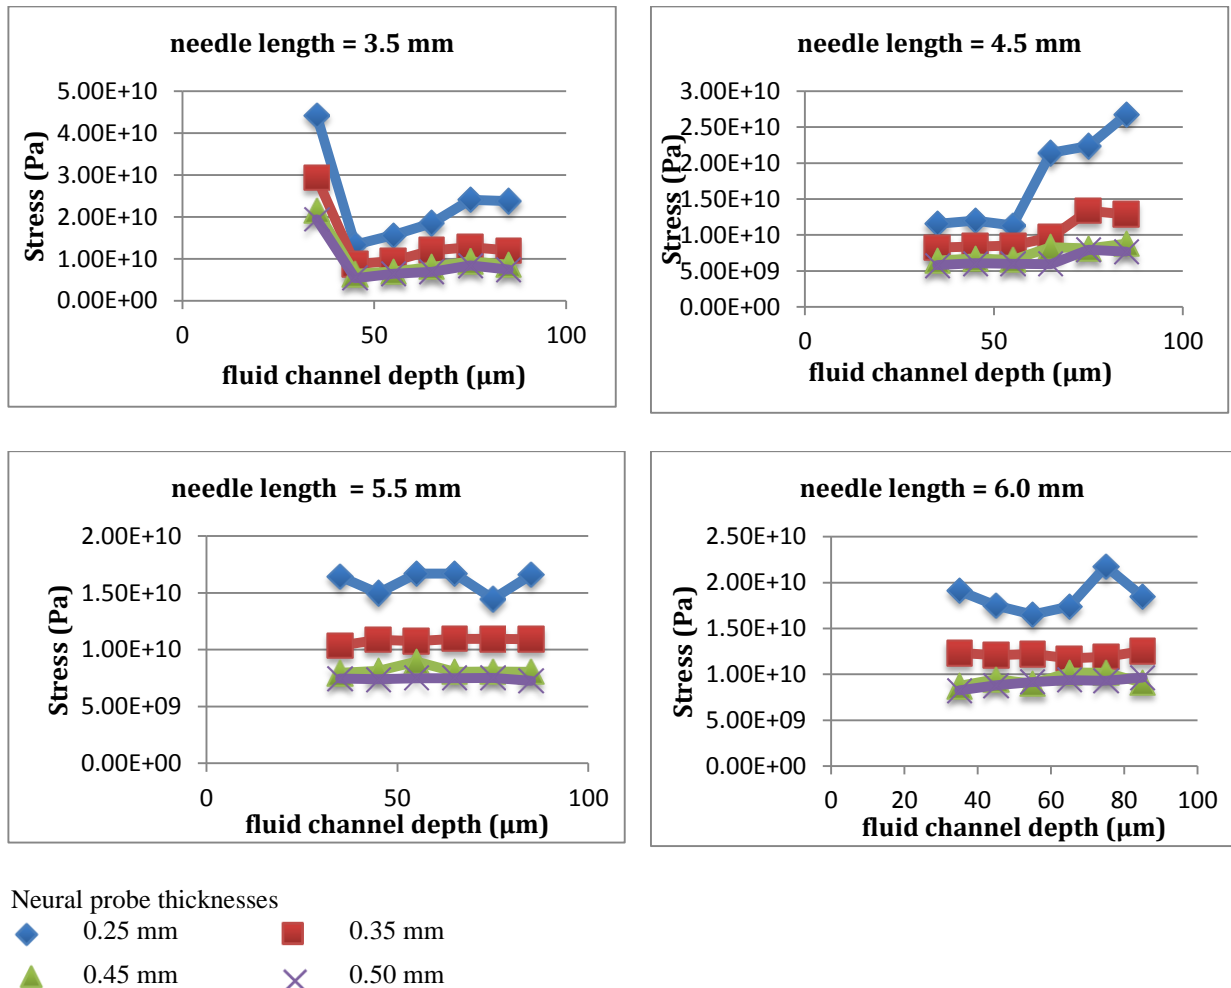 needle length = 3.5 mm
5.00E+10
4.00E+10
3.00E+10
2.00E+10
1.00E+10
0.00E+00
Stress (Pa)
0 50 100
fluid channel depth (μm)
needle length = 4.5 mm
3.00E+10
2.50E+10
2.00E+10
1.50E+10
1.00E+10
5.00E+09
0.00E+00
Stress (Pa)
0 50 100
fluid channel depth (μm)
needle length = 5.5 mm
2.00E+10
1.50E+10
1.00E+10
5.00E+09
0.00E+00
Stress (Pa)
0 50 100
fluid channel depth (μm)
needle length = 6.0 mm
2.50E+10
2.00E+10
1.50E+10
1.00E+10
5.00E+09
0.00E+00
Stress (Pa)
0 20 40 60 80 100
fluid channel depth (μm)
Neural probe thicknesses
0.25 mm 0.35 mm
0.45 mm 0.50 mm